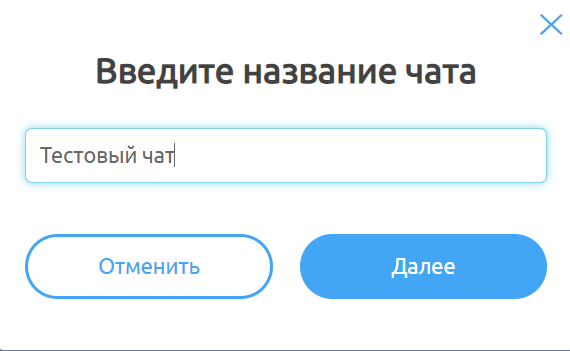 Введите название чата
Тестовый чат
Отменить
Далее